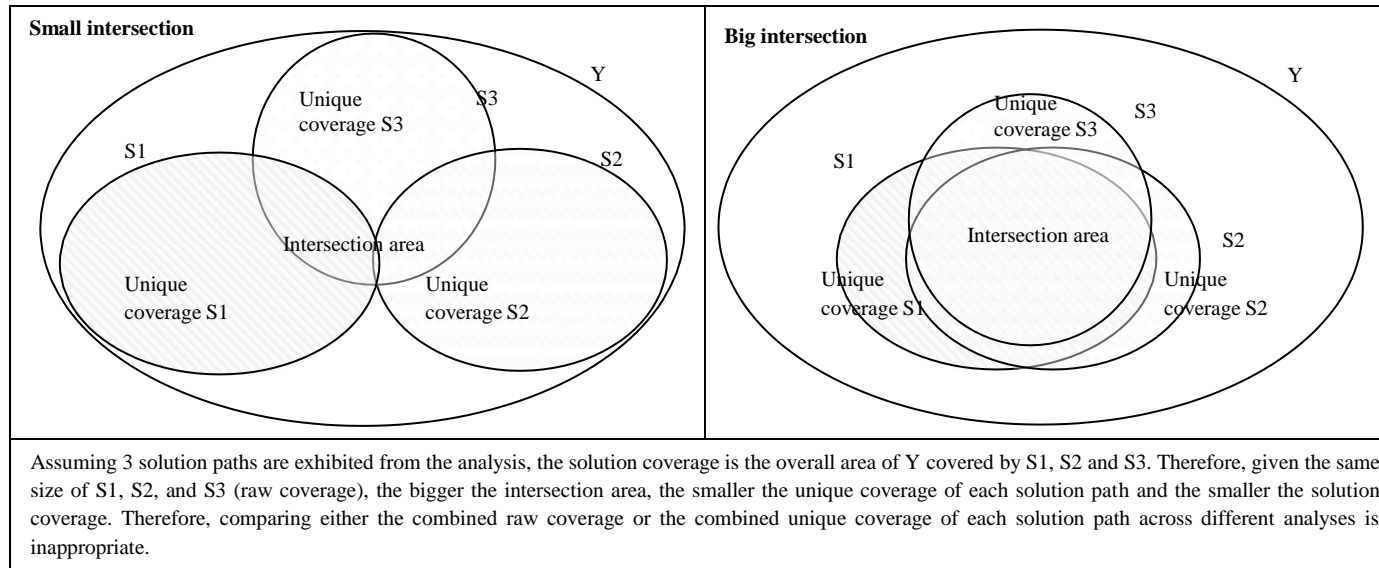 Small intersection
Y
Unique
coverage S3
S3
S1
S2
Intersection area
Unique
coverage S1
Unique
coverage S2
Big intersection
Y
Unique
coverage S3
S3
S1
Intersection area
S2
Unique
coverage S1
Unique
coverage S2
Assuming 3 solution paths are exhibited from the analysis, the solution coverage is the overall area of Y covered by S1, S2 and S3. Therefore, given the same
size of S1, S2, and S3 (raw coverage), the bigger the intersection area, the smaller the unique coverage of each solution path and the smaller the solution
coverage. Therefore, comparing either the combined raw coverage or the combined unique coverage of each solution path across different analyses is
inappropriate.